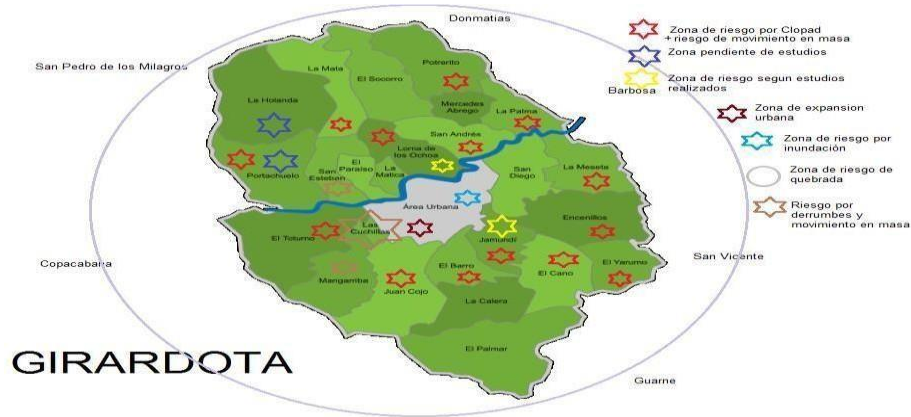 Donmatias
San Pedro de los Milagros
Barbosa
San Vicente
Copacabana
Guarne
Zona de riesgo por Clopad
+ riesgo de movimiento en masa
Zona pendiente de estudios
Zona de riesgo segun estudios
realizados
Zona de expansion
urbana
Zona de riesgo por
inundación
Zona de riesgo de
quebrada
Riesgo por
derrumbes y
movimiento en masa
La Mata
El Socorro
Potrerito
La Holanda
Mercedes
Abrego
La Palma
San Andrés
Loma de
los Ochoa
El
Paraíso
La
Matica
Portachuelo
San
Esteban
San
Diego
La Meseta
Área Urbana
Encenillos
El Totumo
Las
Cuchillas
Jamundí
Manganiba
El Barro
El Cano
El Yarumo
Juan Cojo
La Calera
El Palmar
GIRARDOTA